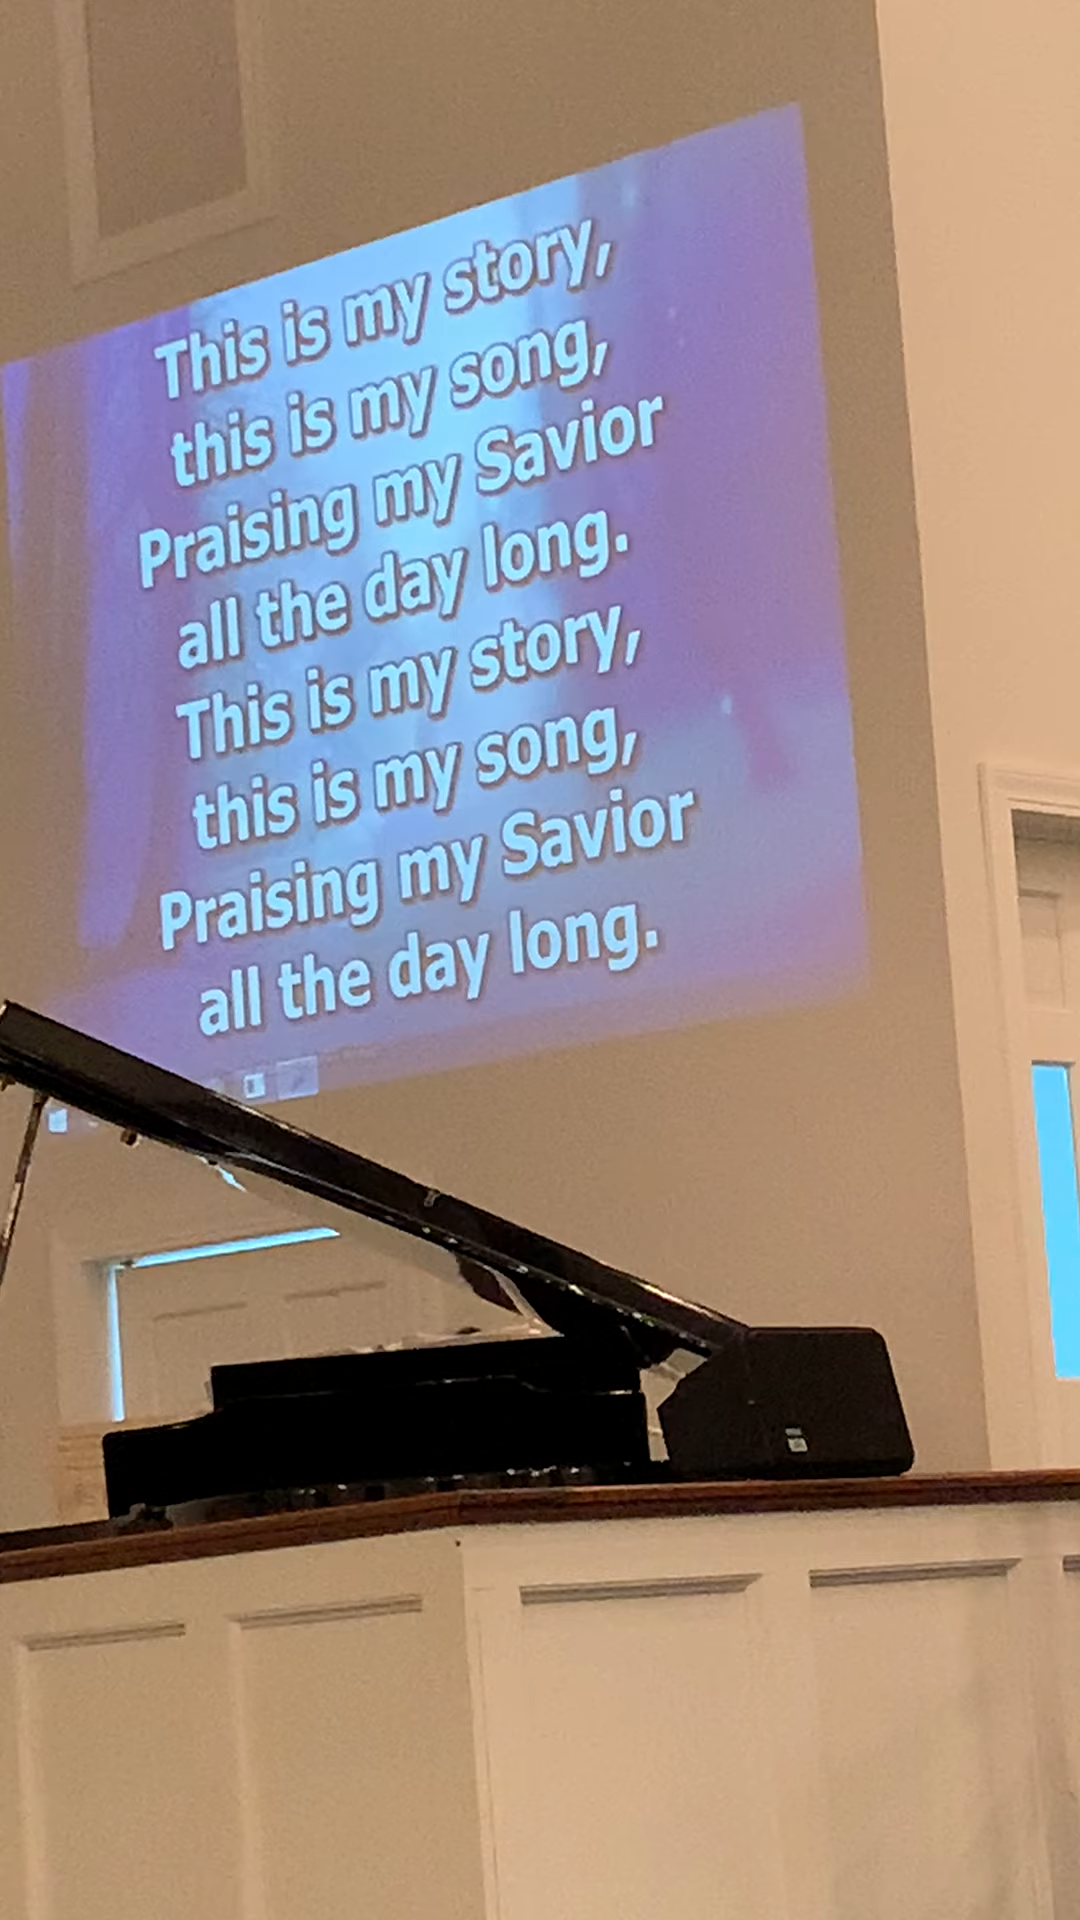 This is my story,
this is my song,
Praising my Savior
all the day long.
This is my story,
this is my song,
Praising my Savior
all the day long.